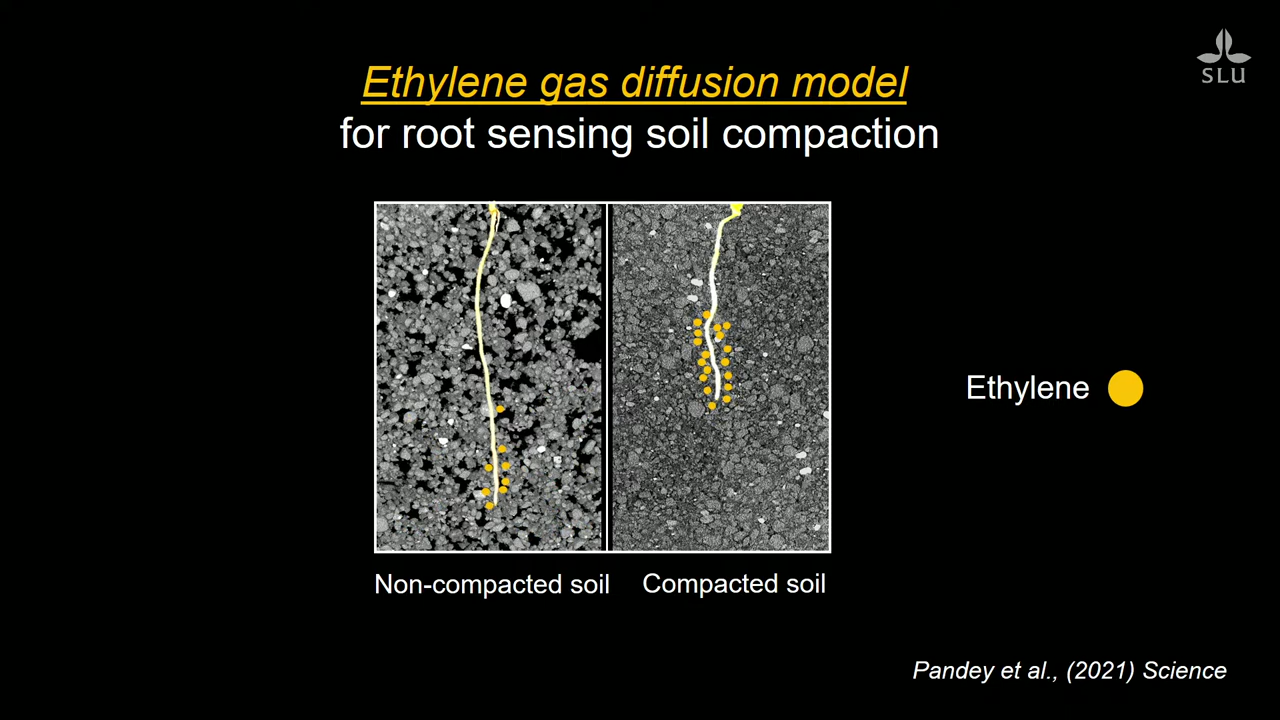 SLU
Ethylene gas diffusion model
for root sensing soil compaction
Ethylene
Non-compacted soil
Compacted soil
Pandey et al., (2021) Science